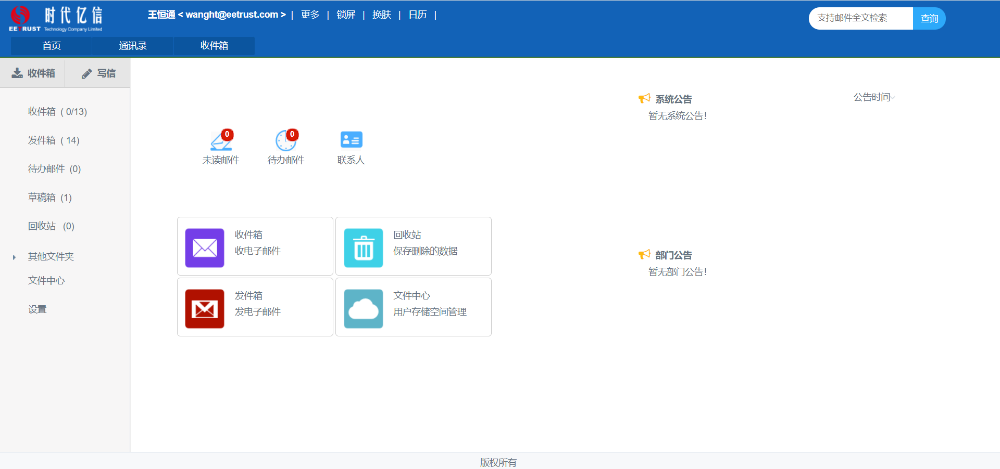 时代亿信
EETRUST Technology Company Limited
王恒通 < wanght@eetrust.com > | 更多 | 锁屏 | 换肤 | 日历 |
支持邮件全文检索 查询
首页 通讯录 收件箱
收件箱 写信
收件箱 ( 0/13)
发件箱 ( 14)
待办邮件 (0)
草稿箱 (1)
回收站 (0)
其他文件夹
文件中心
设置
0 0
未读邮件 待办邮件 联系人
收件箱
收电子邮件
回收站
保存删除的数据
发件箱
发电子邮件
文件中心
用户存储空间管理
系统公告 公告时间
暂无系统公告!
部门公告
暂无部门公告!
版权所有